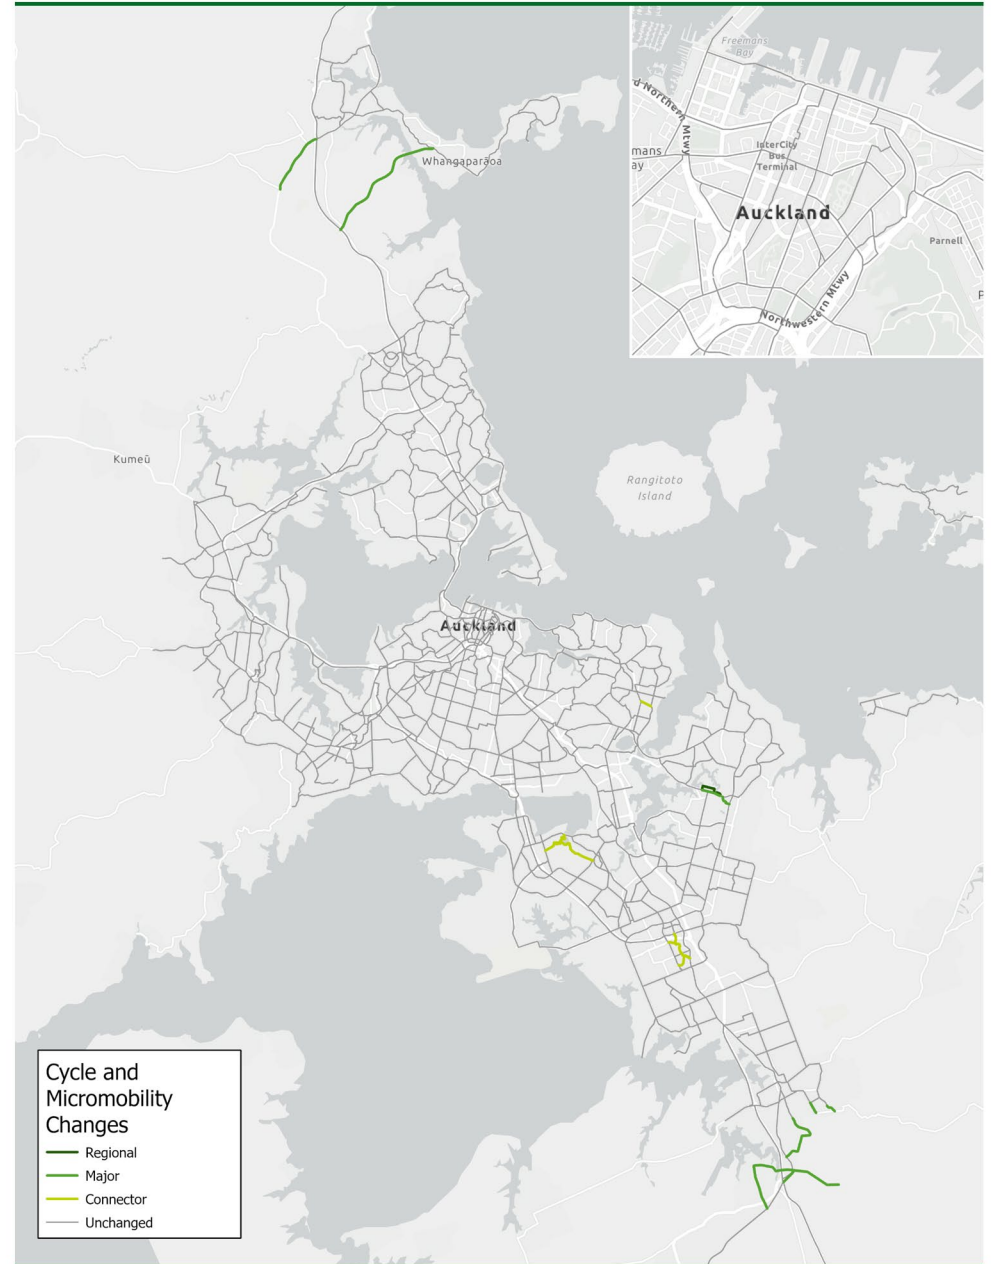 Freemans
Bay
d Northern Mtwy
mans
ay
InterCity
Bus
Terminal
Auckland
Parnell
Northwestern Mtwy
Whangaparāoa
Kumeū
Rangitoto
Island
Auckland
Cycle and
Micromobility
Changes
Regional
Major
Connector
Unchanged